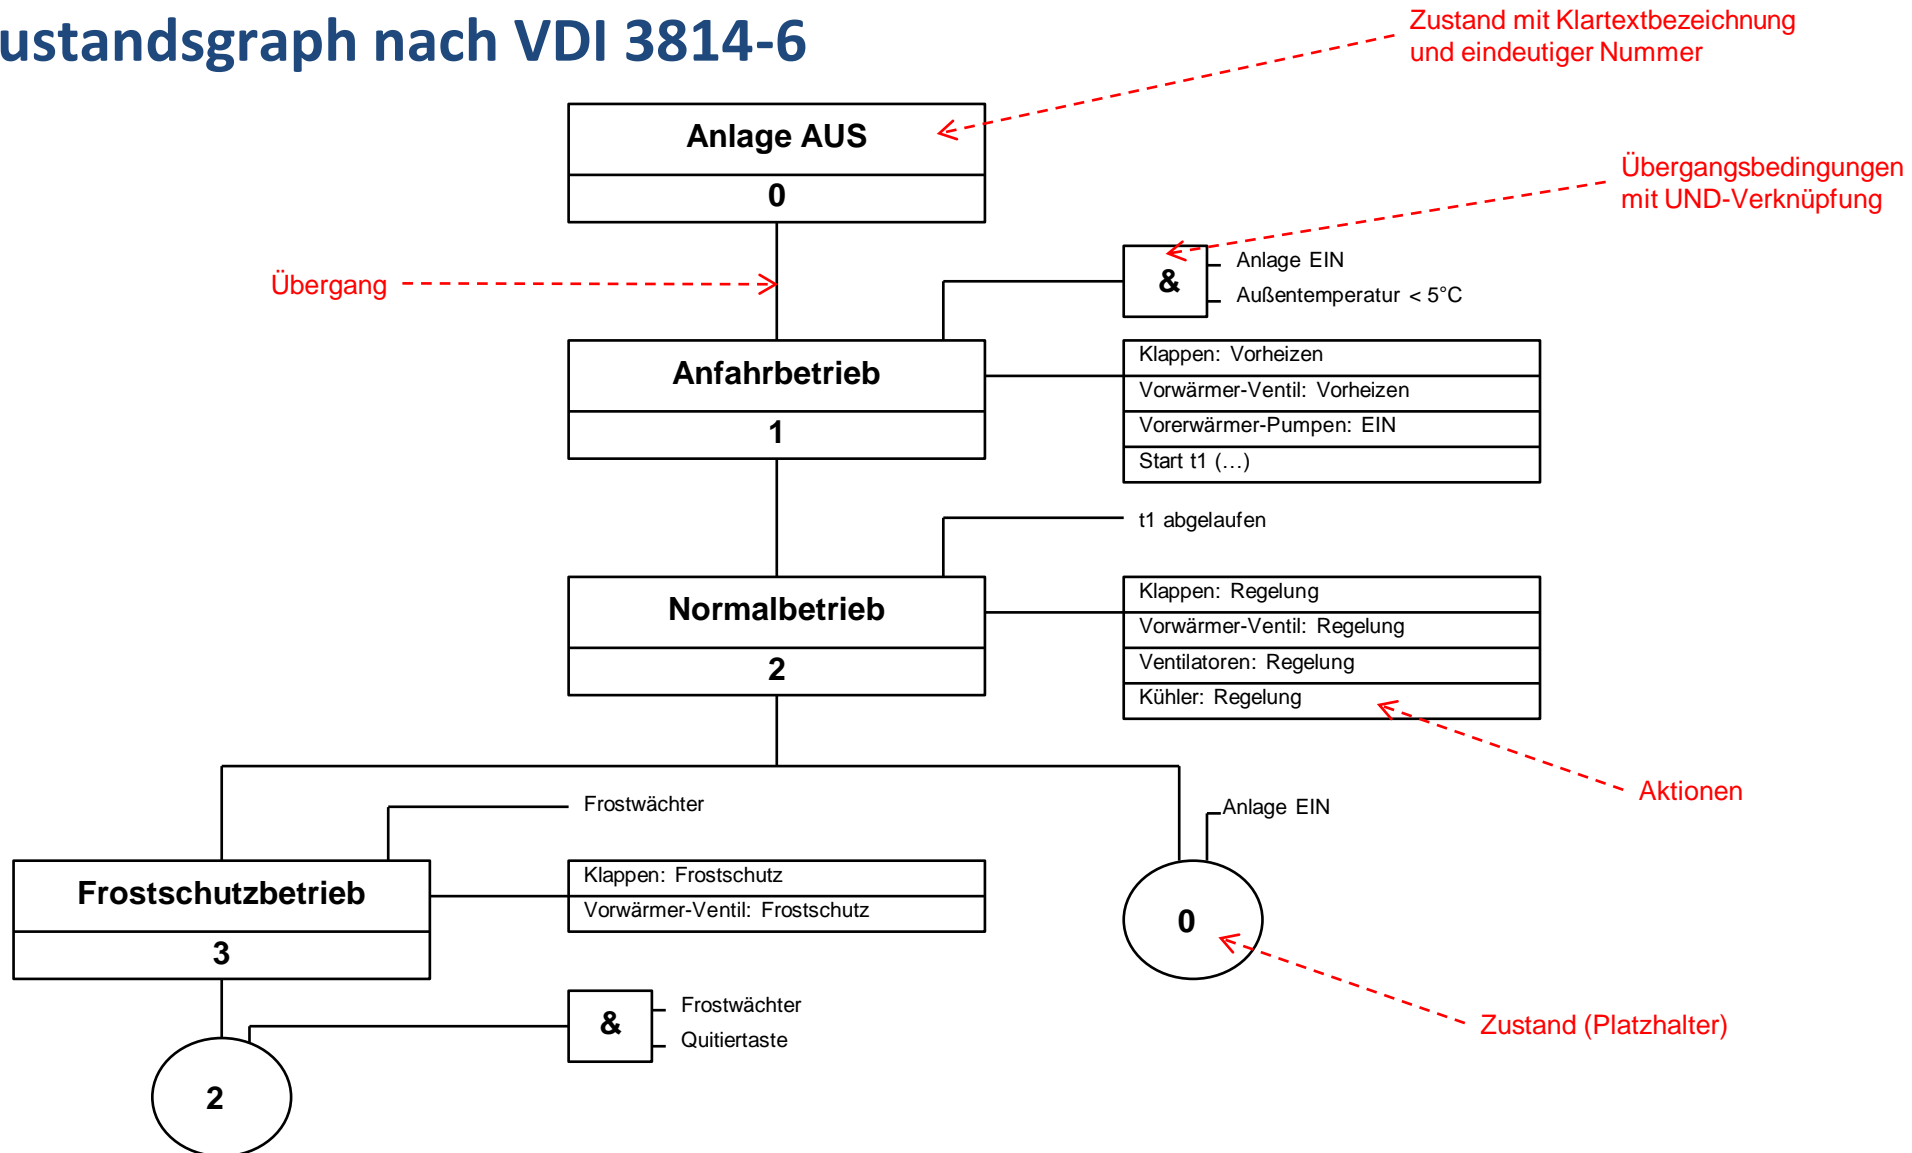 ustandsgraph nach VDI 3814-6
Zustand mit Klartextbezeichnung
und eindeutiger Nummer
Anlage AUS
0
Übergangsbedingungen
mit UND-Verknüpfung
Übergang
&
Anlage EIN
Außentemperatur < 5°C
Anfahrbetrieb
1
Klappen: Vorheizen
Vorwärmer-Ventil: Vorheizen
Vorerwärmer-Pumpen: EIN
Start t1 (…)
t1 abgelaufen
Normalbetrieb
2
Klappen: Regelung
Vorwärmer-Ventil: Regelung
Ventilatoren: Regelung
Kühler: Regelung
Aktionen
Frostwächter
Anlage EIN
Frostschutzbetrieb
3
Klappen: Frostschutz
Vorwärmer-Ventil: Frostschutz
0
Zustand (Platzhalter)
&
Frostwächter
Quitiertaste
2